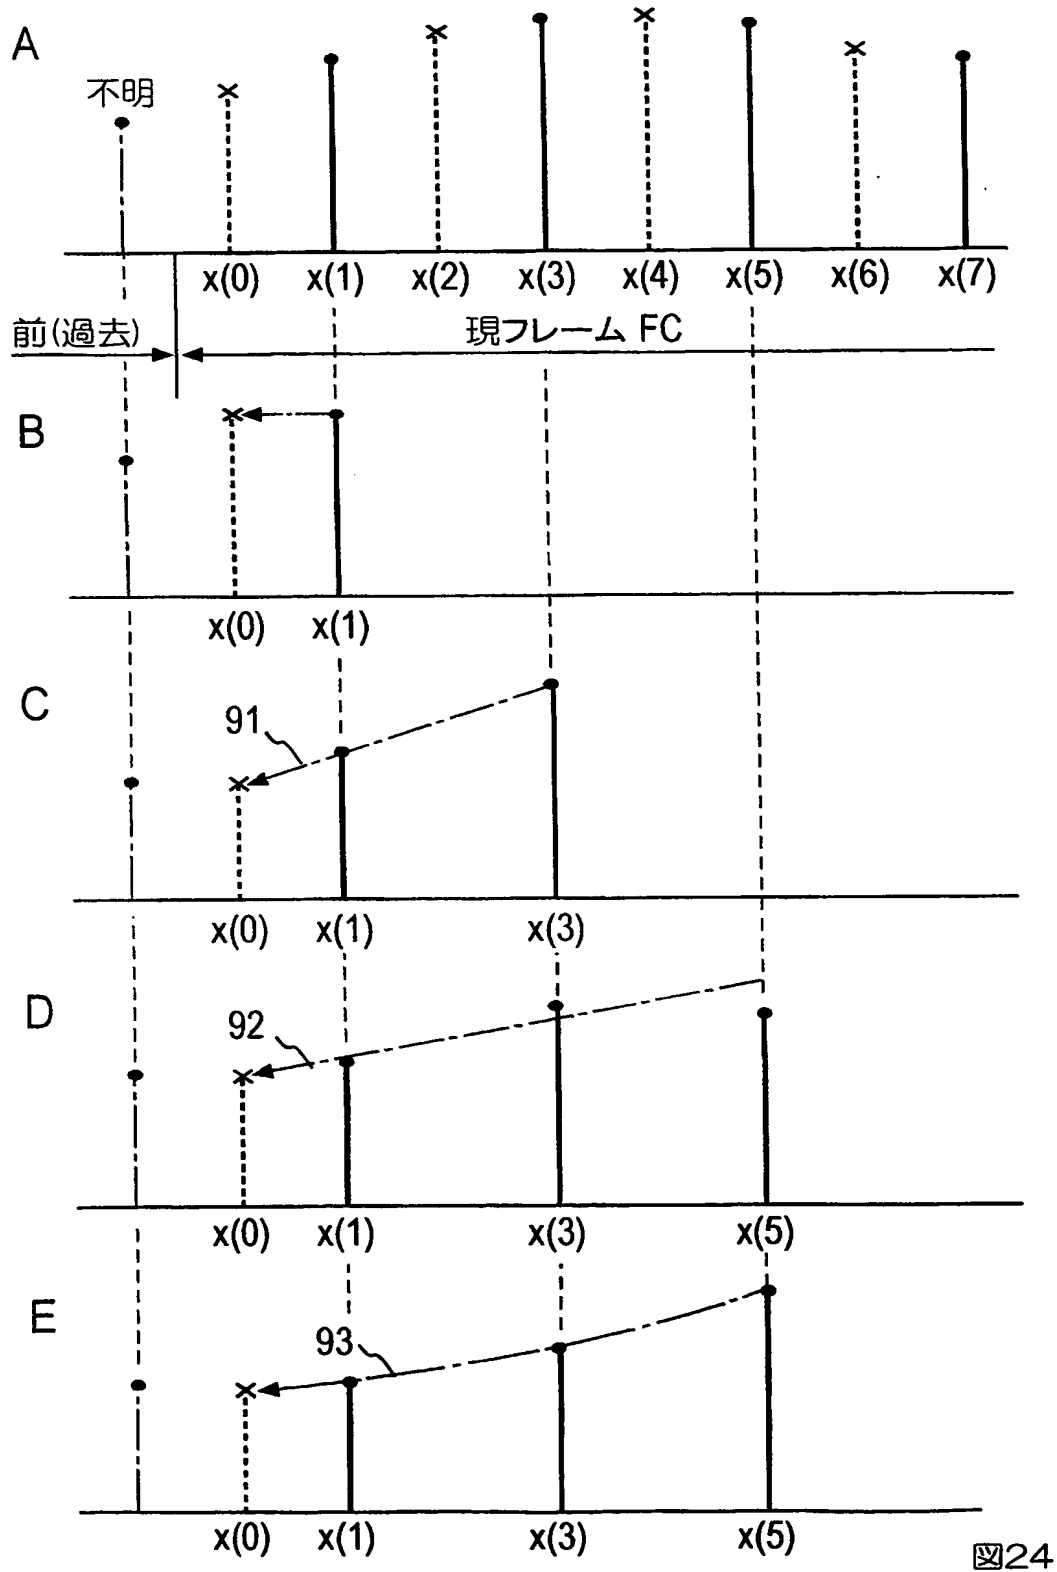 A
不明
x(0) x(1) x(2) x(3) x(4) x(5) x(6) x(7)
前(過去) 現フレーム FC
B
x(0) x(1)
C
91
x(0) x(1) x(3)
D
92
x(0) x(1) x(3) x(5)
E
93
x(0) x(1) x(3) x(5)
図24